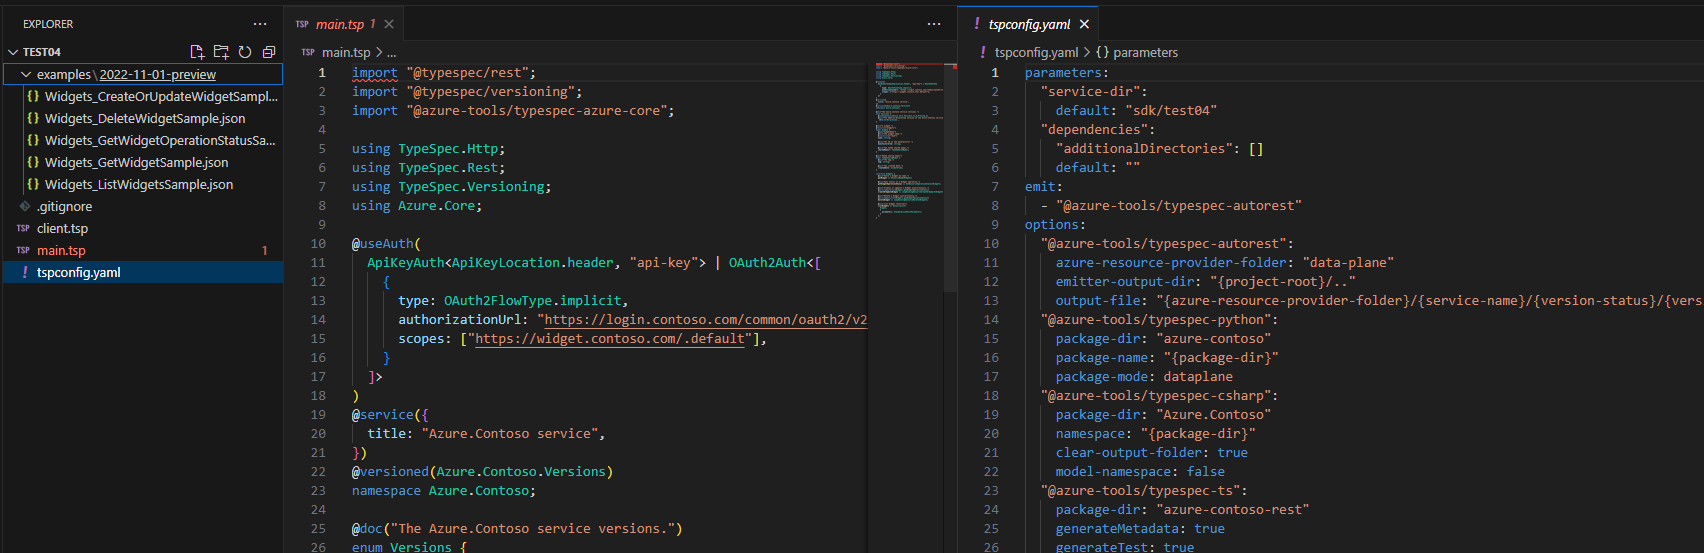 EXPLORER
TEST04
examples\2022-11-01-preview
Widgets_CreateOrUpdateWidgetSampl...
Widgets_DeleteWidgetSample.json
Widgets_GetWidgetOperationStatusSa...
Widgets_GetWidgetSample.json
Widgets_ListWidgetsSample.json
.gitignore
TSP client.tsp
TSP main.tsp 1
! tspconfig.yaml
TSP main.tsp 1
TSP main.tsp > ...
1 import "@typespec/rest";
2 import "@typespec/versioning";
3 import "@azure-tools/typespec-azure-core";
4
5 using TypeSpec.Http;
6 using TypeSpec.Rest;
7 using TypeSpec.Versioning;
8 using Azure.Core;
9
10 @useAuth(
11 ApiKeyAuth<ApiKeyLocation.header, "api-key"> | OAuth2Auth<[
12 {
13 type: OAuth2FlowType.implicit,
14 authorizationUrl: "https://login.contoso.com/common/oauth2/v2
15 scopes: ["https://widget.contoso.com/.default"],
16 }
17 ]>
18 )
19 @service({
20 title: "Azure.Contoso service",
21 })
22 @versioned(Azure.Contoso.Versions)
23 namespace Azure.Contoso;
24
25 @doc("The Azure.Contoso service versions.")
26 enum Versions {
! tspconfig.yaml
! tspconfig.yaml > {} parameters
1 parameters:
2 "service-dir":
3 default: "sdk/test04"
4 "dependencies":
5 "additionalDirectories": []
6 default: ""
7 emit:
8 - "@azure-tools/typespec-autorest"
9 options:
10 "@azure-tools/typespec-autorest":
11 azure-resource-provider-folder: "data-plane"
12 emitter-output-dir: "{project-root}/.."
13 output-file: "{azure-resource-provider-folder}/{service-name}/{version-status}/{vers
14 "@azure-tools/typespec-python":
15 package-dir: "azure-contoso"
16 package-name: "{package-dir}"
17 package-mode: dataplane
18 "@azure-tools/typespec-csharp":
19 package-dir: "Azure.Contoso"
20 namespace: "{package-dir}"
21 clear-output-folder: true
22 model-namespace: false
23 "@azure-tools/typespec-ts":
24 package-dir: "azure-contoso-rest"
25 generateMetadata: true
26 generateTest: true